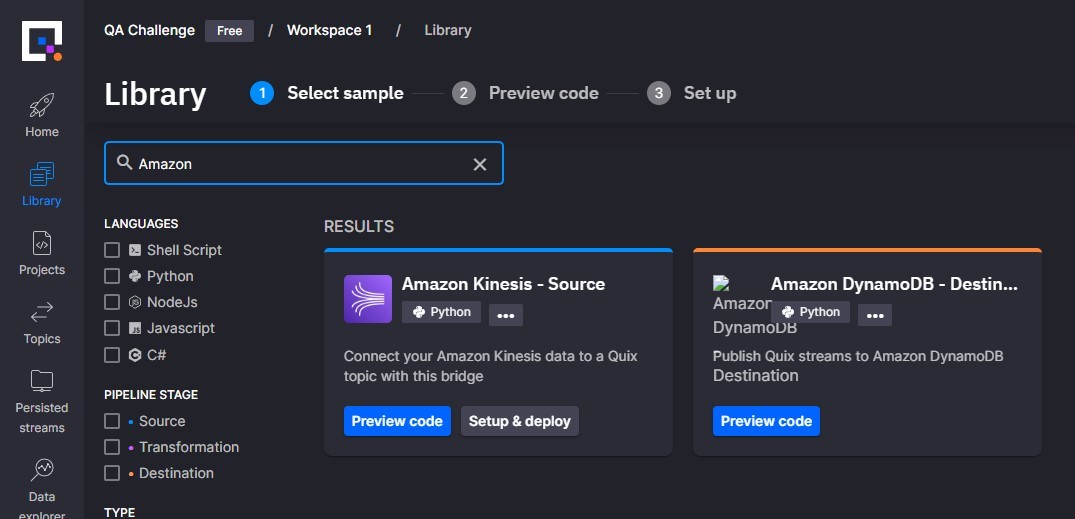 QA Challenge Free / Workspace 1 / Library
Library 1 Select sample 2 Preview code 3 Set up
Home
Library
Projects
Topics
Persisted
streams
Data
explorer
Amazon
LANGUAGES
Shell Script
Python
NodeJs
Javascript
C#
PIPELINE STAGE
Source
Transformation
Destination
TYPE
RESULTS
Amazon Kinesis - Source
Python •••
Connect your Amazon Kinesis data to a Quix
topic with this bridge
Preview code Setup & deploy
Amazon DynamoDB - Destin...
Amazon
DynamoDB
Destination
Python •••
Publish Quix streams to Amazon DynamoDB
Preview code